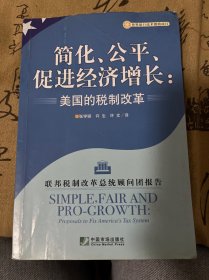 简化、公平、
促进经济增长：
美国的税制改革
联邦税制改革总统顾问团报告
SIMPLE, FAIR AND
PRO-GROWTH:
Proposals to Fix America's Tax System
中国市场出版社